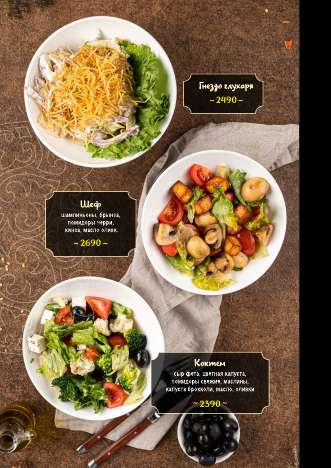 Гнездо глухаря
~ 2490 ~
Шеф
шампиньоны, брынза,
помидоры черри,
кинза, масло оливк.
~ 2690 ~
Коктем
сыр фета, цветная капуста,
помидоры свежие, маслины,
капуста брокколи, масло, оливки
~ 2390 ~